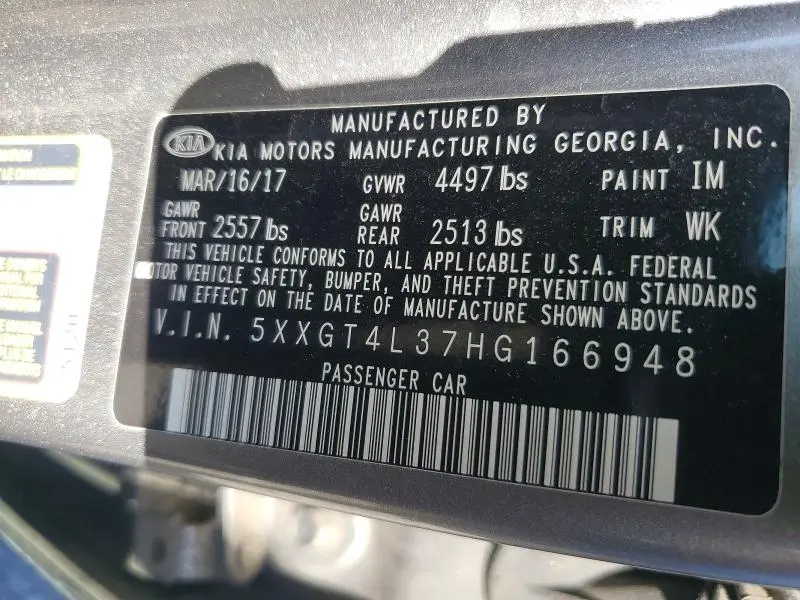 MANUFACTURED BY
KIA KIA MOTORS MANUFACTURING GEORGIA, INC.
MAR/16/17 GVWR 4497 lbs PAINT IM
GAWR FRONT 2557 lbs GAWR REAR 2513 lbs TRIM WK
THIS VEHICLE CONFORMS TO ALL APPLICABLE U.S.A. FEDERAL
MOTOR VEHICLE SAFETY, BUMPER, AND THEFT PREVENTION STANDARDS
IN EFFECT ON THE DATE OF MANUFACTURE SHOWN ABOVE.
V.I.N. 5XXGT4L37HG166948
PASSENGER CAR